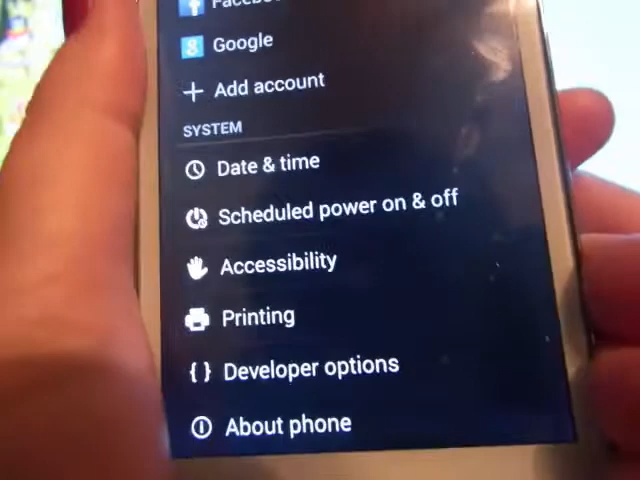 Facebook
Google
Add account
SYSTEM
Date & time
Scheduled power on & off
Accessibility
Printing
Developer options
About phone